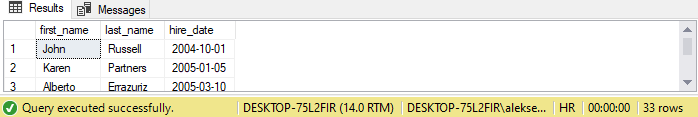 Results Messages
first_name last_name hire_date
1 John Russell 2004-10-01
2 Karen Partners 2005-01-05
3 Alberto Errazuriz 2005-03-10
Query executed successfully. DESKTOP-75L2FIR (14.0 RTM) DESKTOP-75L2FIR\alekse... HR 00:00:00 33 rows